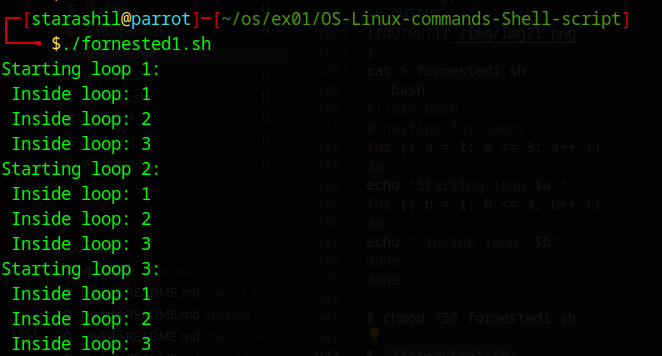 ┌─[starashil@parrot]─[~/os/ex01/OS-Linux-commands-Shell-script]
└──╼ $./fornested1.sh
Starting loop 1:
 Inside loop: 1
 Inside loop: 2
 Inside loop: 3
Starting loop 2:
 Inside loop: 1
 Inside loop: 2
 Inside loop: 3
Starting loop 3:
 Inside loop: 1
 Inside loop: 2
 Inside loop: 3
![OUTPUT](./img/img71.png
927 )
928 cat > fornested1.sh
929 ```bash
930 #!/bin/bash
931 # nesting for loops
932 for (( a = 1; a <= 3; a++ ))
933 do
934 echo "Starting loop $a:"
935 for (( b = 1; b <= 3; b++ ))
936 do
937 echo " Inside loop: $b"
938 done
939 done
940 ```
941 $ chmod 755 fornested1.sh
942